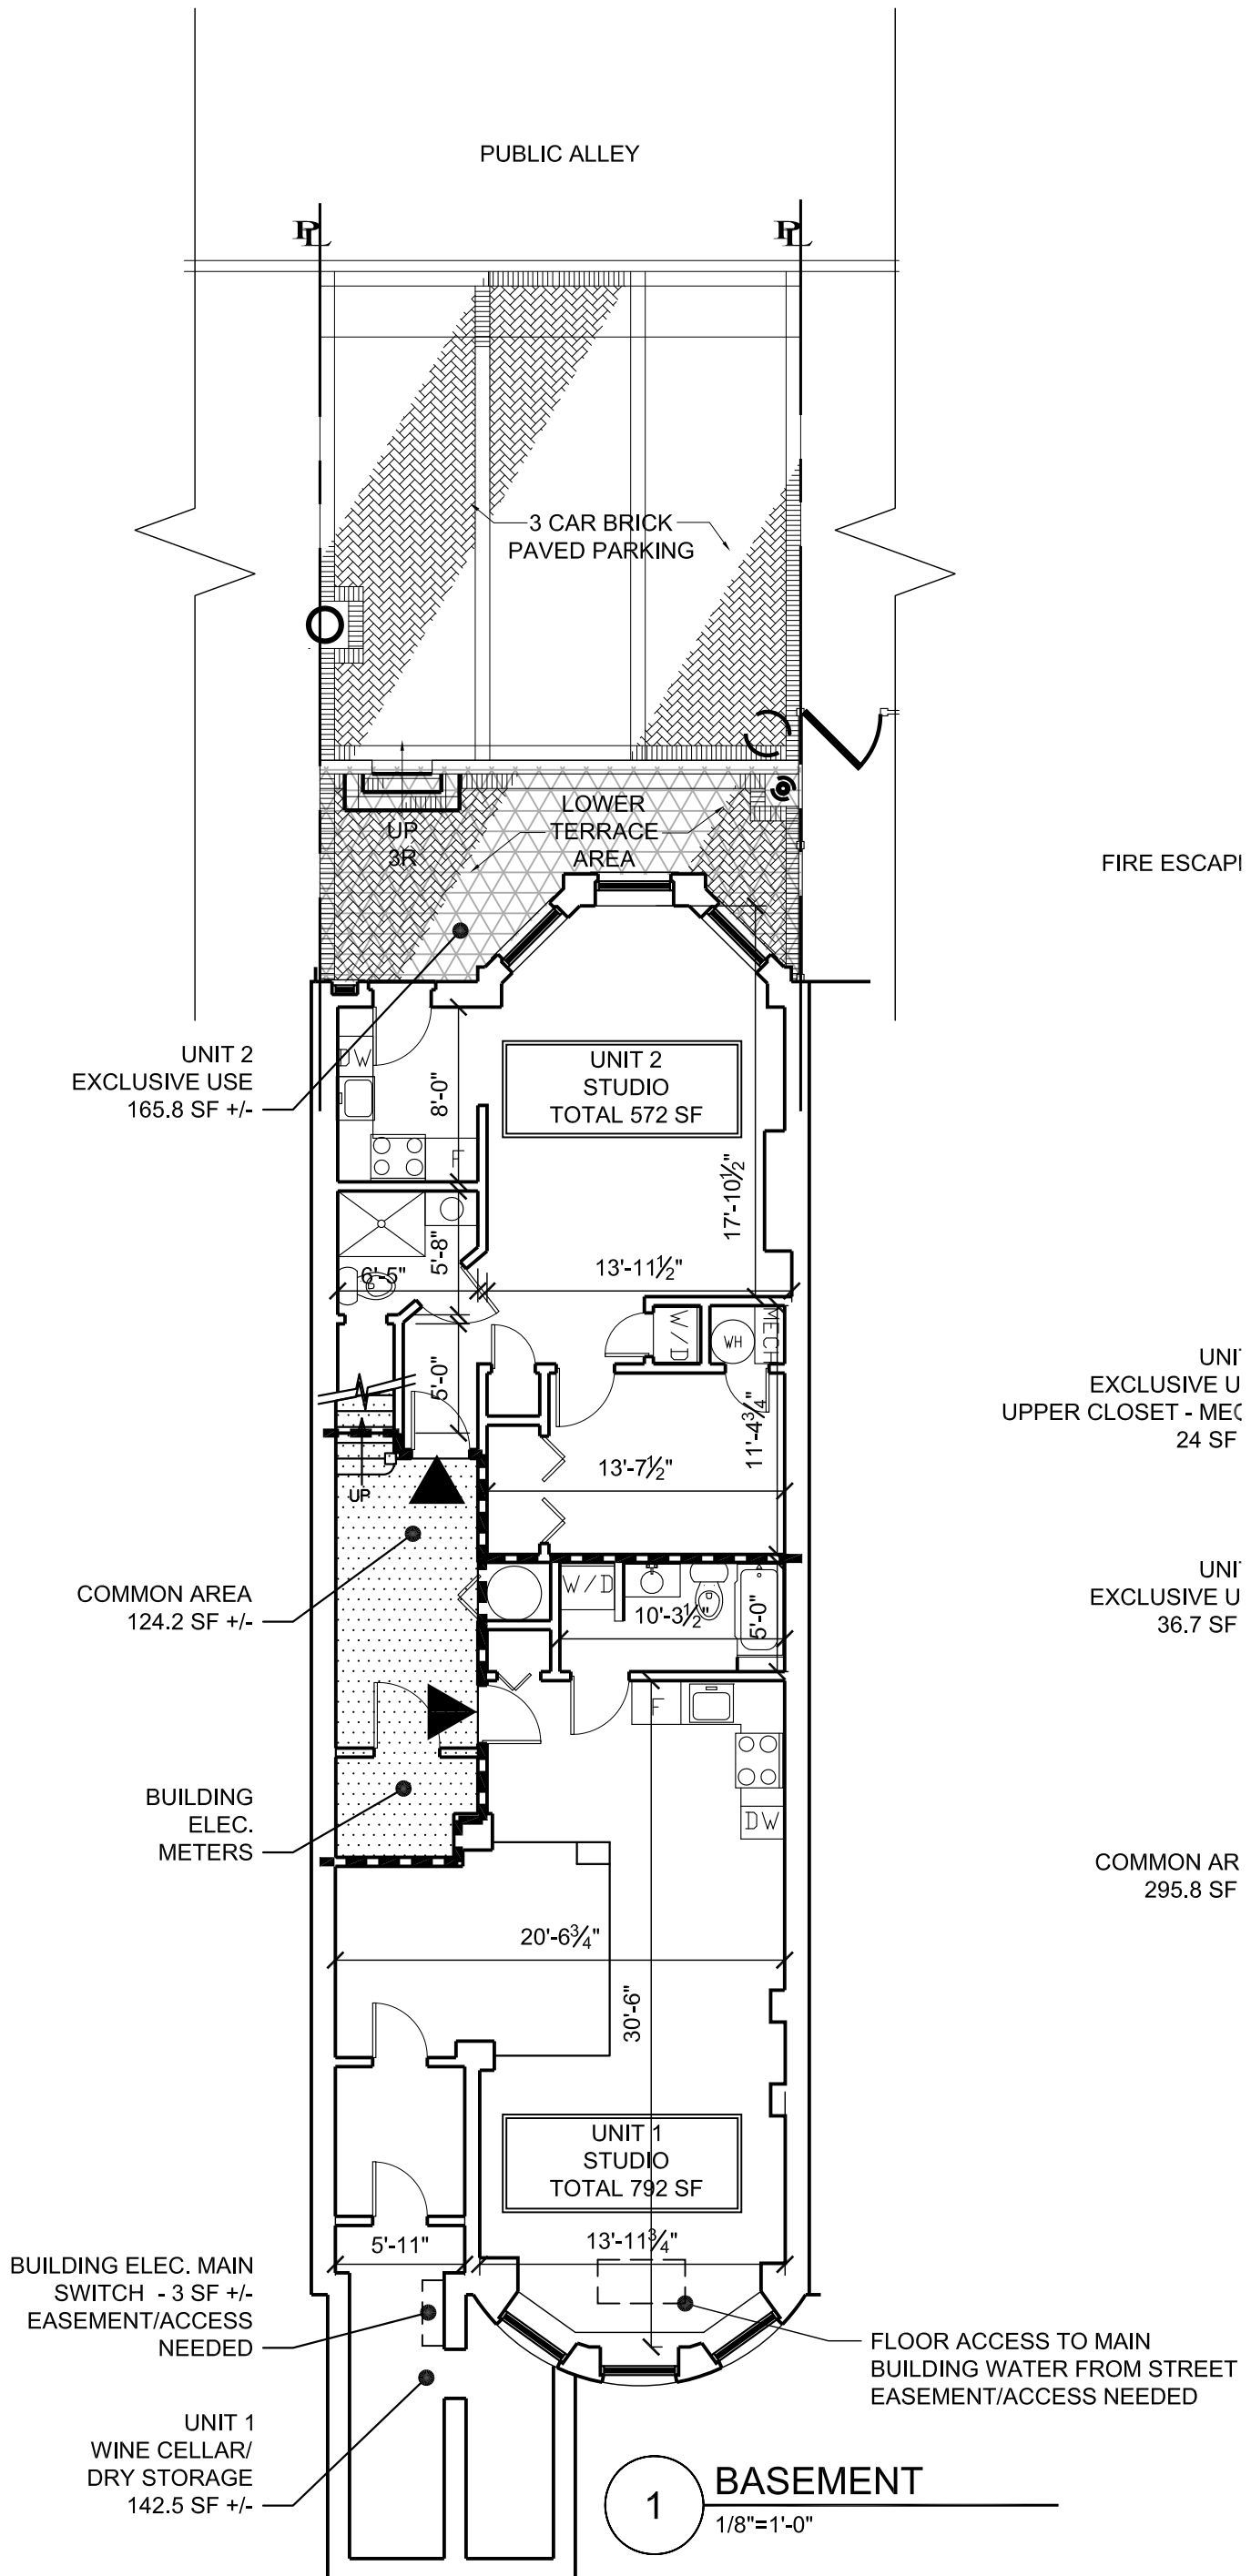 PUBLIC ALLEY
PL
PL
3 CAR BRICK
PAVED PARKING
LOWER
TERRACE
AREA
UP
3R
FIRE ESCAP
UNIT 2
EXCLUSIVE USE
165.8 SF +/-
DW
8'-0"
F
UNIT 2
STUDIO
TOTAL 572 SF
17'-10½"
5'-8"
6'-5"
13'-11½"
W/D
WH
MECH
5'-0"
11'-4¾"
13'-7½"
UP
UNI
EXCLUSIVE U
UPPER CLOSET - MEC
24 SF
COMMON AREA
124.2 SF +/-
W/D
10'-3½"
5'-0"
UNI
EXCLUSIVE U
36.7 SF
F
DW
BUILDING
ELEC.
METERS
COMMON AR
295.8 SF
20'-6¾"
30'-6"
UNIT 1
STUDIO
TOTAL 792 SF
5'-11"
13'-11¾"
BUILDING ELEC. MAIN
SWITCH - 3 SF +/-
EASEMENT/ACCESS
NEEDED
FLOOR ACCESS TO MAIN
BUILDING WATER FROM STREET
EASEMENT/ACCESS NEEDED
UNIT 1
WINE CELLAR/
DRY STORAGE
142.5 SF +/-
1
BASEMENT
1/8"=1'-0"